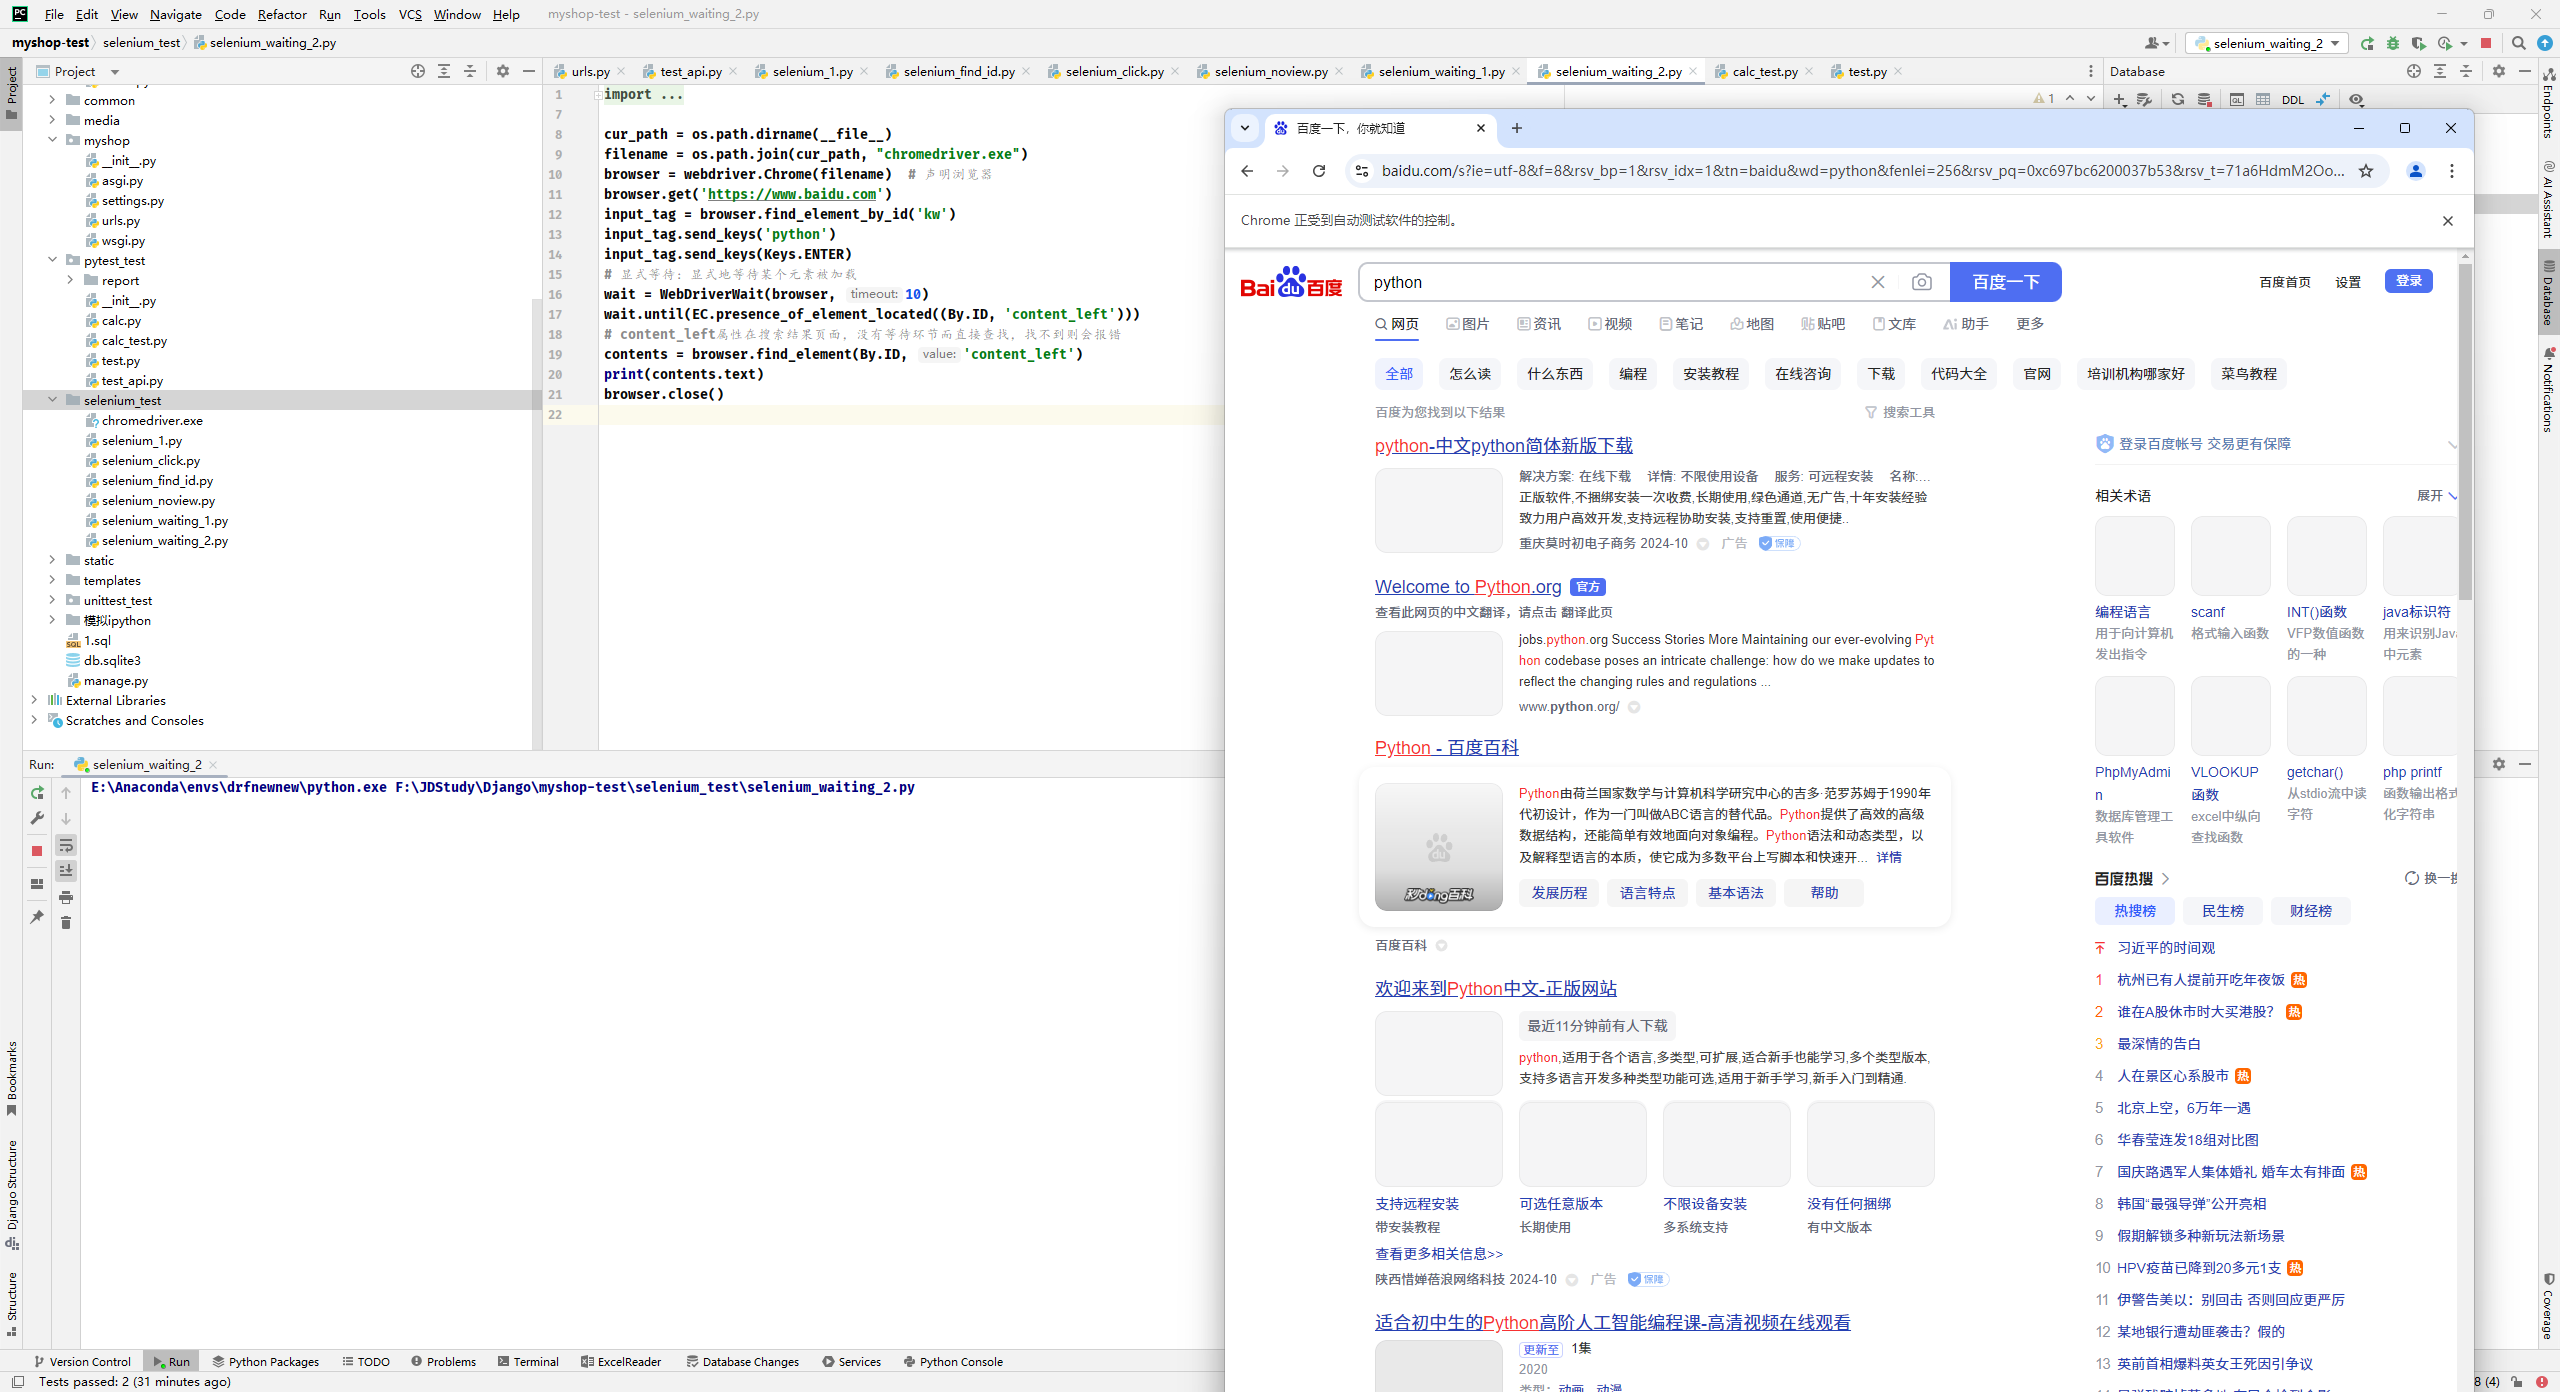 File Edit View Navigate Code Refactor Run Tools VCS Window Help myshop-test - selenium_waiting_2.py
myshop-test selenium_test selenium_waiting_2.py
selenium_waiting_2
Project
urls.py test_api.py selenium_1.py selenium_find_id.py selenium_click.py selenium_noview.py selenium_waiting_1.py selenium_waiting_2.py calc_test.py test.py
Database
DDL
Project
common
media
myshop
__init__.py
asgi.py
settings.py
urls.py
wsgi.py
pytest_test
report
__init__.py
calc.py
calc_test.py
test.py
test_api.py
selenium_test
chromedriver.exe
selenium_1.py
selenium_click.py
selenium_find_id.py
selenium_noview.py
selenium_waiting_1.py
selenium_waiting_2.py
static
templates
unittest_test
模拟ipython
1.sql
db.sqlite3
manage.py
External Libraries
Scratches and Consoles
1 import ...
7
8 cur_path = os.path.dirname(__file__)
9 filename = os.path.join(cur_path, "chromedriver.exe")
10 browser = webdriver.Chrome(filename) # 声明浏览器
11 browser.get('https://www.baidu.com')
12 input_tag = browser.find_element_by_id('kw')
13 input_tag.send_keys('python')
14 input_tag.send_keys(Keys.ENTER)
15 # 显式等待：显式地等待某个元素被加载
16 wait = WebDriverWait(browser, timeout: 10)
17 wait.until(EC.presence_of_element_located((By.ID, 'content_left')))
18 # content_left属性在搜索结果页面，没有等待环节而直接查找，找不到则会报错
19 contents = browser.find_element(By.ID, value: 'content_left')
20 print(contents.text)
21 browser.close()
22
1
百度一下，你就知道
baidu.com/s?ie=utf-8&f=8&rsv_bp=1&rsv_idx=1&tn=baidu&wd=python&fenlei=256&rsv_pq=0xc697bc6200037b53&rsv_t=71a6HdmM2Oo...
Chrome 正受到自动测试软件的控制。
Bai du 百度
python
百度一下
百度首页 设置 登录
网页 图片 资讯 视频 笔记 地图 贴吧 文库 助手 更多
全部 怎么读 什么东西 编程 安装教程 在线咨询 下载 代码大全 官网 培训机构哪家好 菜鸟教程
百度为您找到以下结果 搜索工具
python-中文python简体新版下载
解决方案: 在线下载 详情: 不限使用设备 服务: 可远程安装 名称:...
正版软件,不捆绑安装一次收费,长期使用,绿色通道,无广告,十年安装经验
致力用户高效开发,支持远程协助安装,支持重置,使用便捷..
重庆莫时初电子商务 2024-10 广告 保障
Welcome to Python.org 官方
查看此网页的中文翻译，请点击 翻译此页
jobs.python.org Success Stories More Maintaining our ever-evolving Pyt
hon codebase poses an intricate challenge: how do we make updates to
reflect the changing rules and regulations ...
www.python.org/
Python - 百度百科
Python由荷兰国家数学与计算机科学研究中心的吉多·范罗苏姆于1990年
代初设计，作为一门叫做ABC语言的替代品。Python提供了高效的高级
数据结构，还能简单有效地面向对象编程。Python语法和动态类型，以
及解释型语言的本质，使它成为多数平台上写脚本和快速开... 详情
du
秒dong百科
发展历程 语言特点 基本语法 帮助
百度百科
欢迎来到Python中文-正版网站
最近11分钟前有人下载
python,适用于各个语言,多类型,可扩展,适合新手也能学习,多个类型版本,
支持多语言开发多种类型功能可选,适用于新手学习,新手入门到精通.
支持远程安装 可选任意版本 不限设备安装 没有任何捆绑
带安装教程 长期使用 多系统支持 有中文版本
查看更多相关信息>>
陕西惜婵蓓浪网络科技 2024-10 广告 保障
适合初中生的Python高阶人工智能编程课-高清视频在线观看
更新至 1集
2020
类型：动画 动漫
登录百度帐号 交易更有保障
相关术语 展开
编程语言 scanf INT()函数 java标识符
用于向计算机 格式输入函数 VFP数值函数 用来识别Java
发出指令 的一种 中元素
PhpMyAdmi VLOOKUP getchar() php printf
n 函数 从stdio流中读 函数输出格式
数据库管理工 excel中纵向 字符 化字符串
具软件 查找函数
百度热搜 换一换
热搜榜 民生榜 财经榜
习近平的时间观
1 杭州已有人提前开吃年夜饭 热
2 谁在A股休市时大买港股？ 热
3 最深情的告白
4 人在景区心系股市 热
5 北京上空，6万年一遇
6 华春莹连发18组对比图
7 国庆路遇军人集体婚礼 婚车太有排面 热
8 韩国“最强导弹”公开亮相
9 假期解锁多种新玩法新场景
10 HPV疫苗已降到20多元1支 热
11 伊警告美以：别回击 否则回应更严厉
12 某地银行遭劫匪袭击？假的
13 英前首相爆料英女王死因引争议
Endpoints
AI Assistant
Database
Notifications
Coverage
Run: selenium_waiting_2
E:\Anaconda\envs\drfnewnew\python.exe F:\JDStudy\Django\myshop-test\selenium_test\selenium_waiting_2.py
Bookmarks
Django Structure
Structure
Version Control Run Python Packages TODO Problems Terminal ExcelReader Database Changes Services Python Console
Tests passed: 2 (31 minutes ago)
8 (4)